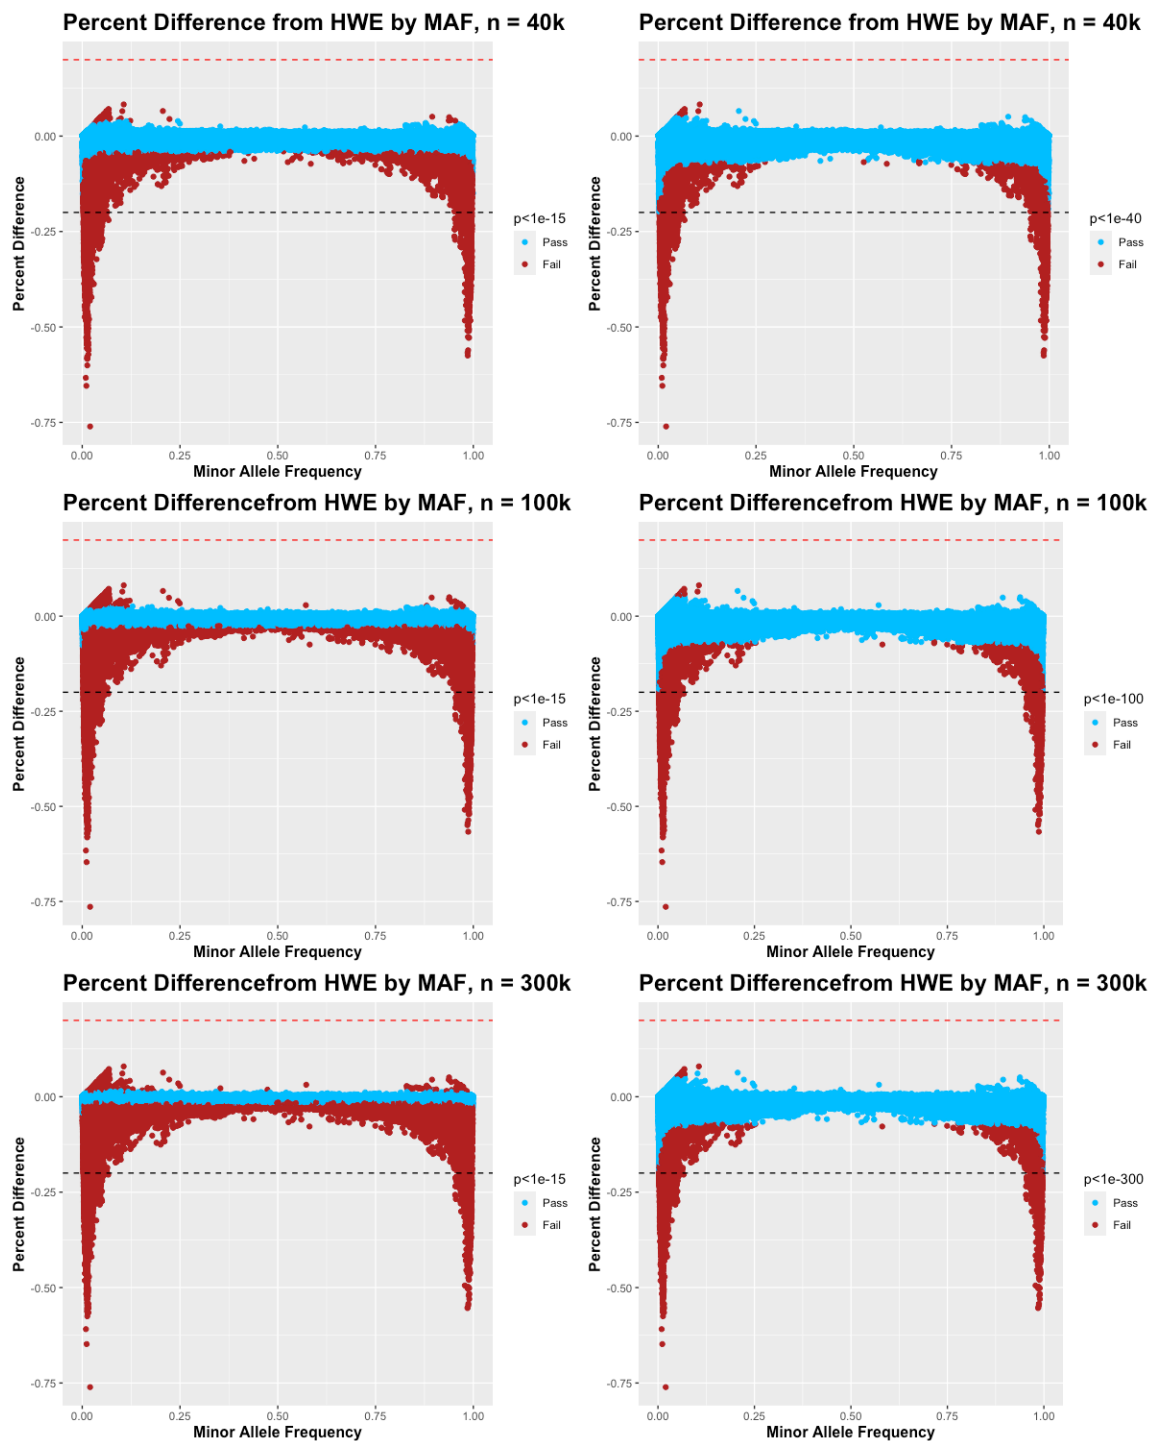 Percent Difference from HWE by MAF, n = 40k
0.00
-0.25
-0.50
-0.75
Percent Difference
0.00 0.25 0.50 0.75 1.00
Minor Allele Frequency
p<1e-15
Pass
Fail
Percent Difference from HWE by MAF, n = 40k
0.00
-0.25
-0.50
-0.75
Percent Difference
0.00 0.25 0.50 0.75 1.00
Minor Allele Frequency
p<1e-40
Pass
Fail
Percent Differencefrom HWE by MAF, n = 100k
0.00
-0.25
-0.50
-0.75
Percent Difference
0.00 0.25 0.50 0.75 1.00
Minor Allele Frequency
p<1e-15
Pass
Fail
Percent Differencefrom HWE by MAF, n = 100k
0.00
-0.25
-0.50
-0.75
Percent Difference
0.00 0.25 0.50 0.75 1.00
Minor Allele Frequency
p<1e-100
Pass
Fail
Percent Differencefrom HWE by MAF, n = 300k
0.00
-0.25
-0.50
-0.75
Percent Difference
0.00 0.25 0.50 0.75 1.00
Minor Allele Frequency
p<1e-15
Pass
Fail
Percent Differencefrom HWE by MAF, n = 300k
0.00
-0.25
-0.50
-0.75
Percent Difference
0.00 0.25 0.50 0.75 1.00
Minor Allele Frequency
p<1e-300
Pass
Fail